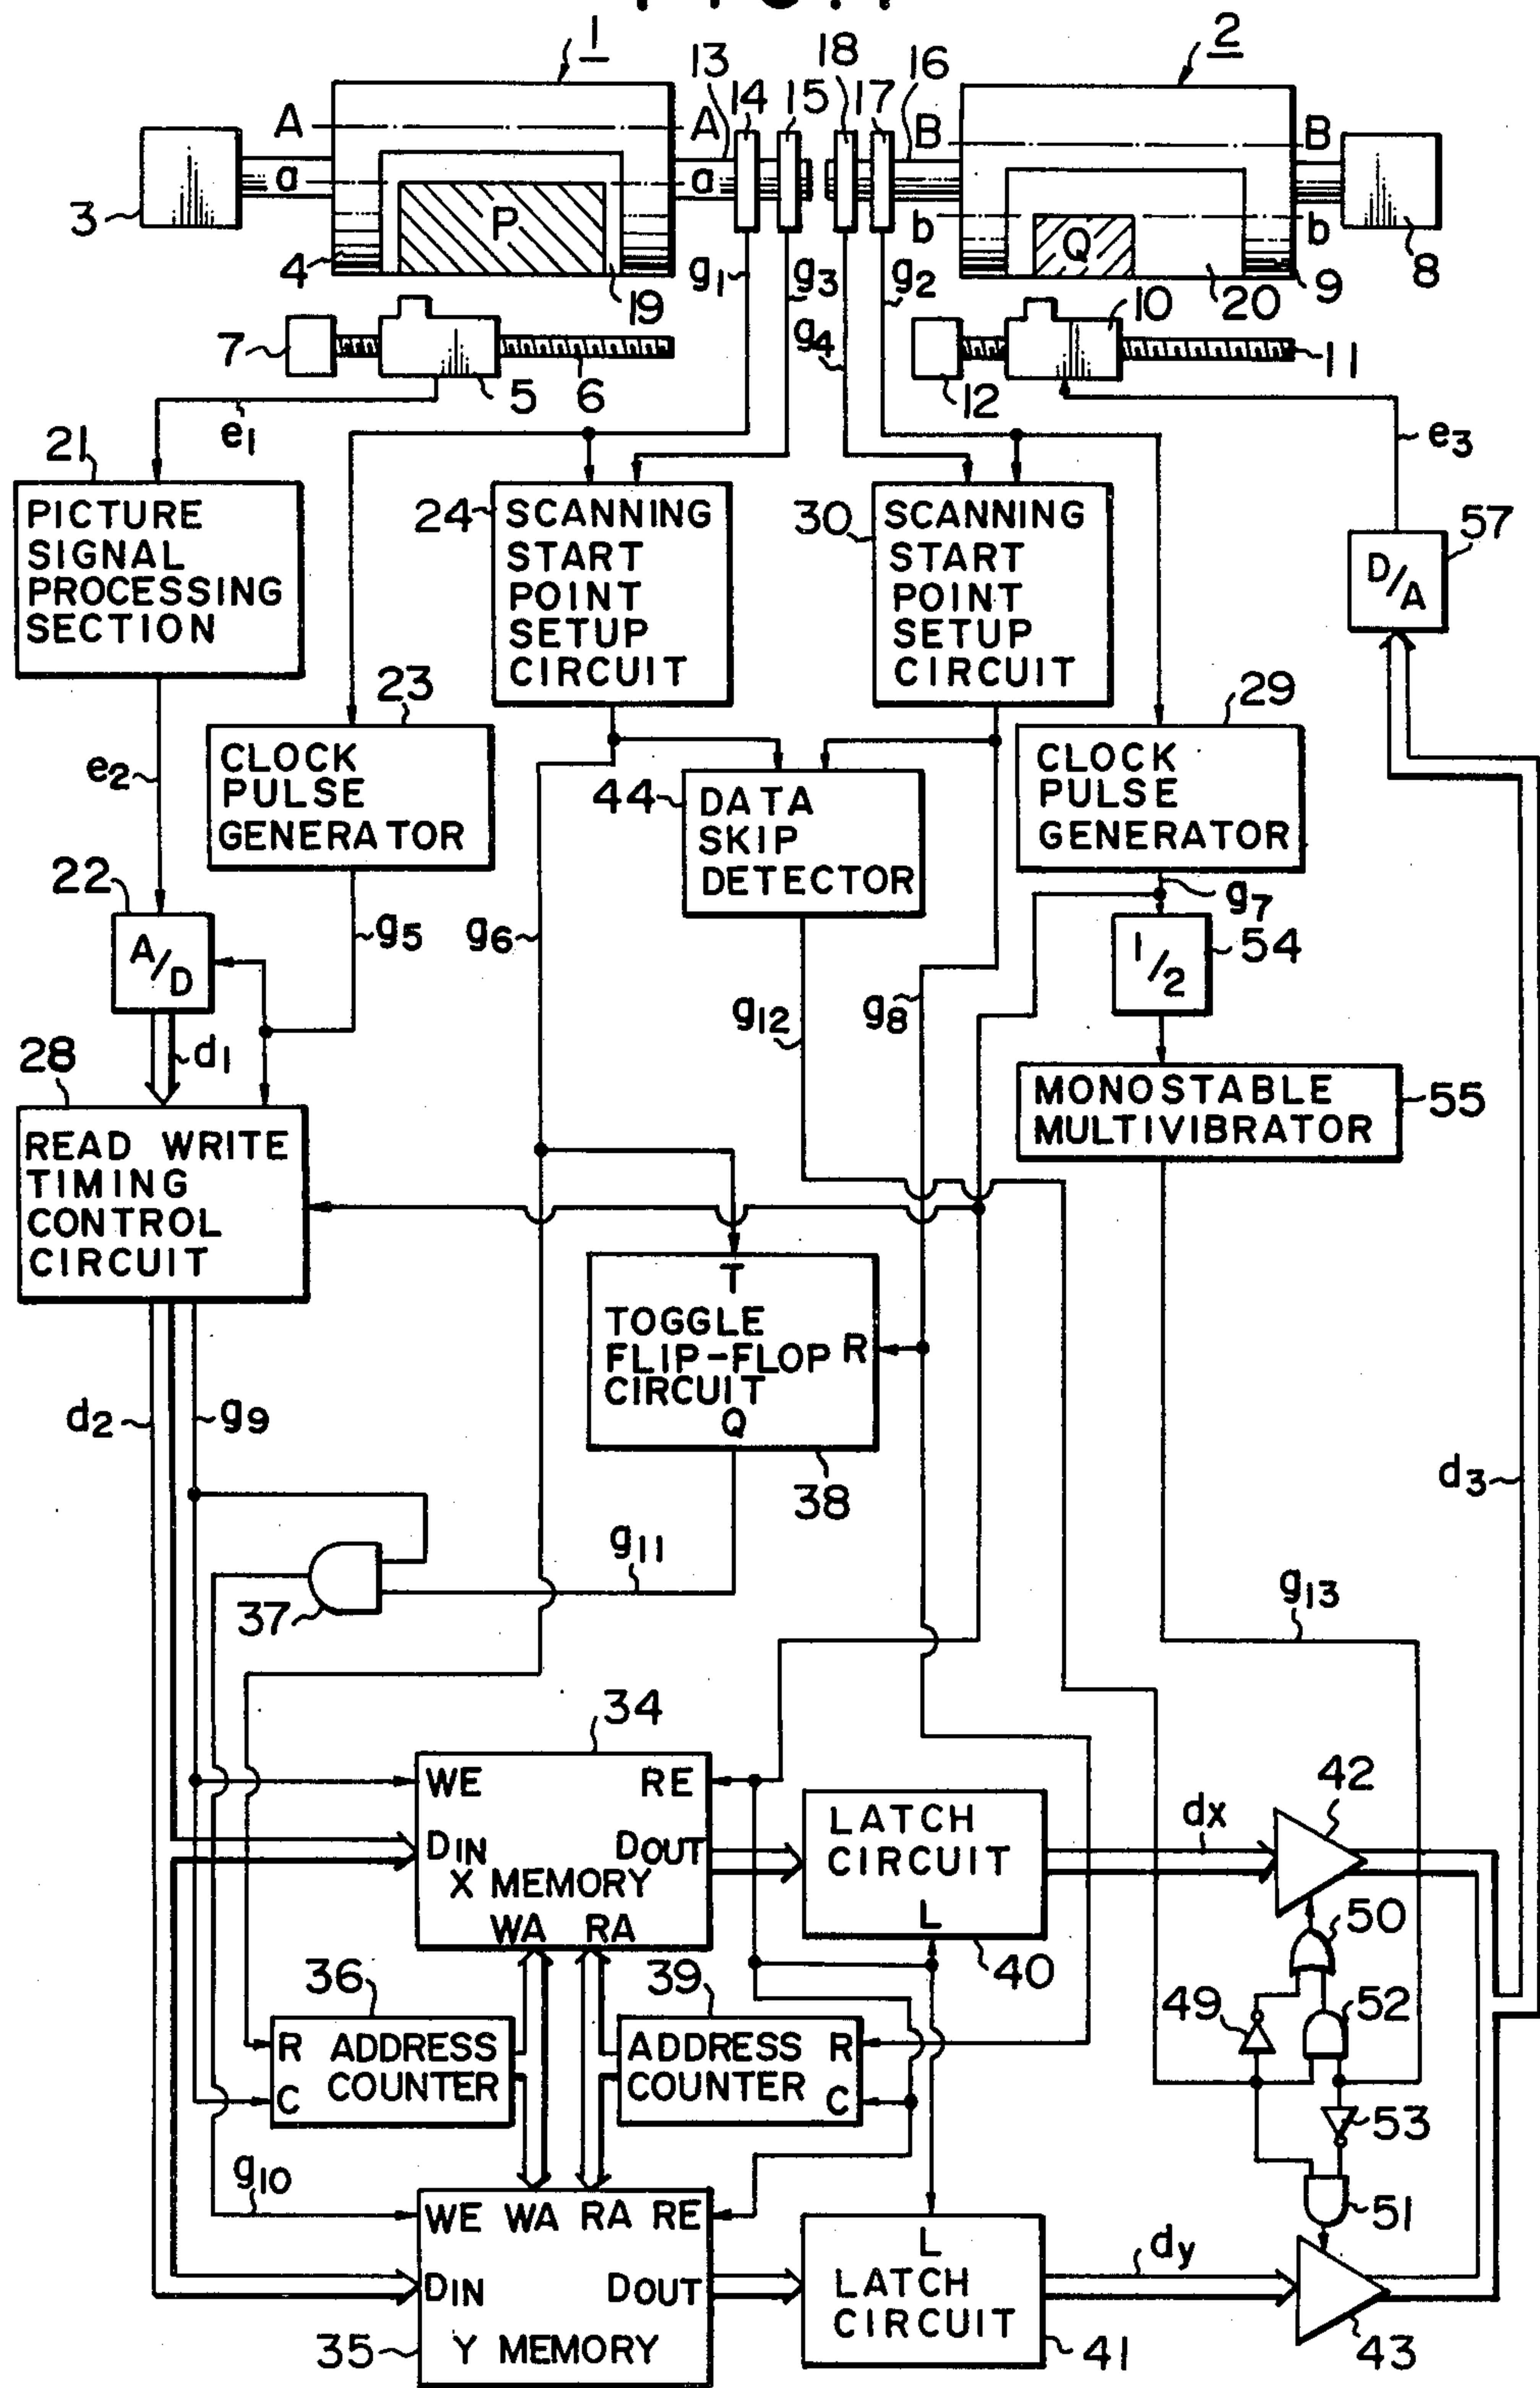 1
2
13
14
15
18
17
16
A
A
B
B
a
a
b
b
3
P
Q
8
4
19
g1
g3
g4
g2
20
9
7
5
6
12
10
11
e1
e3
21
PICTURE
SIGNAL
PROCESSING
SECTION
24
SCANNING
START
POINT
SETUP
CIRCUIT
30
SCANNING
START
POINT
SETUP
CIRCUIT
57
D/A
23
CLOCK
PULSE
GENERATOR
e2
44
DATA
SKIP
DETECTOR
29
CLOCK
PULSE
GENERATOR
22
A/D
g5
g6
g7
1/2
54
d1
g12
g8
28
READ WRITE
TIMING
CONTROL
CIRCUIT
MONOSTABLE
MULTIVIBRATOR
55
T
TOGGLE
FLIP-FLOP R
CIRCUIT
Q
38
d2
g9
d3
37
g11
g13
34
WE RE
DIN DOUT
X MEMORY
WA RA
LATCH
CIRCUIT
L
40
dx
42
50
36
R ADDRESS
COUNTER
C
39
ADDRESS R
COUNTER
C
49
52
53
g10
WE WA RA RE
DIN DOUT
Y MEMORY
35
L
LATCH
CIRCUIT
41
dy
51
43